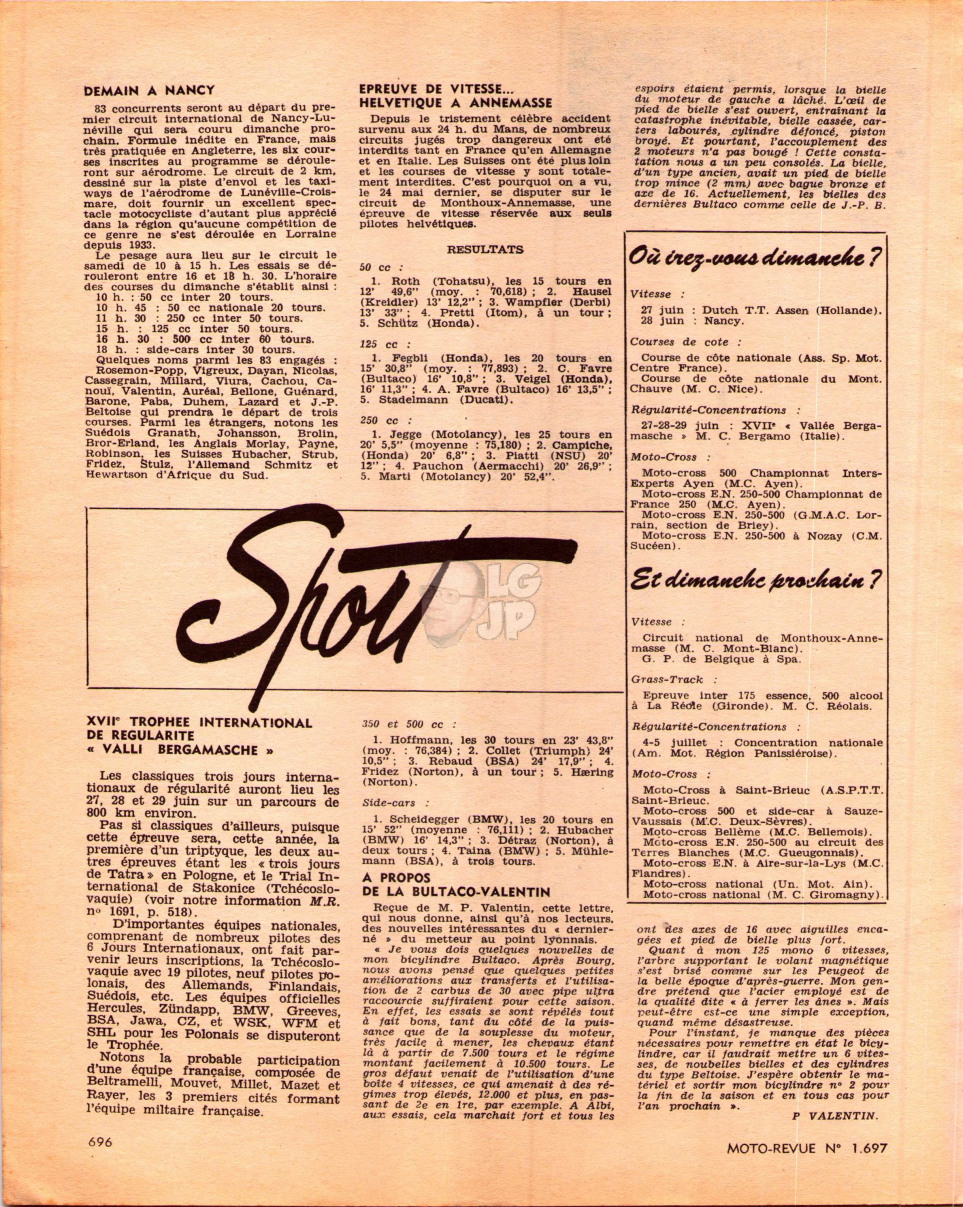 DEMAIN A NANCY
83 concurrents seront au départ du pre-
mier circuit international de Nancy-Lu-
néville qui sera couru dimanche pro-
chain. Formule inédite en France, mais
très pratiquée en Angleterre, les six cour-
ses inscrites au programme se déroule-
ront sur aérodrome. Le circuit de 2 km,
dessiné sur la piste d'envol et les taxi-
ways de l'aérodrome de Lunéville-Crois-
mare, doit fournir un excellent spec-
tacle motocycliste d'autant plus apprécié
dans la région qu'aucune compétition de
ce genre ne s'est déroulée en Lorraine
depuis 1933.
Le pesage aura lieu sur le circuit le
samedi de 10 à 15 h. Les essais se dé-
rouleront entre 16 et 18 h. 30. L'horaire
des courses du dimanche s'établit ainsi :
10 h. : 50 cc inter 20 tours.
10 h. 45 : 50 cc nationale 20 tours.
11 h. 30 : 250 cc inter 50 tours.
15 h. : 125 cc inter 50 tours.
16 h. 30 : 500 cc inter 60 tours.
18 h. : side-cars inter 30 tours.
Quelques noms parmi les 83 engagés :
Rosemon-Popp, Vigreux, Dayan, Nicolas,
Cassegrain, Millard, Viura, Cachou, Ca-
nouï, Valentin, Auréal, Bellone, Guénard,
Barone, Paba, Duhem, Lazard et J.-P.
Beltoise qui prendra le départ de trois
courses. Parmi les étrangers, notons les
Suédois Granath, Johansson, Brolin,
Bror-Erland, les Anglais Morlay, Payne,
Robinson, les Suisses Hubacher, Strub,
Fridez, Stulz, l'Allemand Schmitz et
Hewartson d'Afrique du Sud.
EPREUVE DE VITESSE...
HELVETIQUE A ANNEMASSE
Depuis le tristement célèbre accident
survenu aux 24 h. du Mans, de nombreux
circuits jugés trop dangereux ont été
interdits tant en France qu'en Allemagne
et en Italie. Les Suisses ont été plus loin
et les courses de vitesse y sont totale-
ment interdites. C'est pourquoi on a vu,
le 24 mai dernier, se disputer sur le
circuit de Monthoux-Annemasse, une
épreuve de vitesse réservée aux seuls
pilotes helvétiques.
RESULTATS
50 cc :
1. Roth (Tohatsu), les 15 tours en
12' 49,6" (moy. : 70,618) ; 2. Hausel
(Kreidler) 13' 12,2" ; 3. Wampfler (Derbi)
13' 33" ; 4. Pretti (Itom), à un tour ;
5. Schütz (Honda).
125 cc :
1. Fegbli (Honda), les 20 tours en
15' 30,8" (moy. : 77,893) ; 2. C. Favre
(Bultaco) 16' 10,8" ; 3. Veigel (Honda),
16' 11,3" ; 4. A. Favre (Bultaco) 16' 13,5" ;
5. Stadelmann (Ducati).
250 cc :
1. Jegge (Motolancy), les 25 tours en
20' 5,5" (moyenne : 75,180) ; 2. Campiche,
(Honda) 20' 6,8" ; 3. Piatti (NSU) 20'
12" ; 4. Pauchon (Aermacchi) 20' 26,9" ;
5. Marti (Motolancy) 20' 52,4".
espoirs étaient permis, lorsque la bielle
du moteur de gauche a lâché. L'œil de
pied de bielle s'est ouvert, entraînant la
catastrophe inévitable, bielle cassée, car-
ters labourés, cylindre défoncé, piston
broyé. Et pourtant, l'accouplement des
2 moteurs n'a pas bougé ! Cette consta-
tation nous a un peu consolés. La bielle,
d'un type ancien, avait un pied de bielle
trop mince (2 mm) avec bague bronze et
axe de 16. Actuellement, les bielles des
dernières Bultaco comme celle de J.-P. B.
Où irez-vous dimanche ?
Vitesse :
27 juin : Dutch T.T. Assen (Hollande).
28 juin : Nancy.
Courses de cote :
Course de côte nationale (Ass. Sp. Mot.
Centre France).
Course de côte nationale du Mont.
Chauve (M. C. Nice).
Régularité-Concentrations :
27-28-29 juin : XVIIe « Vallée Berga-
masche » M. C. Bergamo (Italie).
Moto-Cross :
Moto-cross 500 Championnat Inters-
Experts Ayen (M.C. Ayen).
Moto-cross E.N. 250-500 Championnat de
France 250 (M.C. Ayen).
Moto-cross E.N. 250-500 (G.M.A.C. Lor-
rain, section de Briey).
Moto-cross E.N. 250-500 à Nozay (C.M.
Sucéen).
Et dimanche prochain ?
Vitesse :
Circuit national de Monthoux-Anne-
masse (M. C. Mont-Blanc).
G. P. de Belgique à Spa.
Grass-Track :
Epreuve inter 175 essence, 500 alcool
à La Réole (Gironde). M. C. Réolais.
Régularité-Concentrations :
4-5 juillet : Concentration nationale
(Am. Mot. Région Panissiéroise).
Moto-Cross :
Moto-Cross à Saint-Brieuc (A.S.P.T.T.
Saint-Brieuc.
Moto-cross 500 et side-car à Sauze-
Vaussais (M.C. Deux-Sèvres).
Moto-cross Bellème (M.C. Bellemois).
Moto-cross E.N. 250-500 au circuit des
Terres Blanches (M.C. Gueugonnais).
Moto-cross E.N. à Aire-sur-la-Lys (M.C.
Flandres).
Moto-cross national (Un. Mot. Ain).
Moto-cross national (M. C. Giromagny).
Sport
LG
JP
XVIIe TROPHEE INTERNATIONAL
DE REGULARITE
« VALLI BERGAMASCHE »
Les classiques trois jours interna-
tionaux de régularité auront lieu les
27, 28 et 29 juin sur un parcours de
800 km environ.
Pas si classiques d'ailleurs, puisque
cette épreuve sera, cette année, la
première d'un triptyque, les deux au-
tres épreuves étant les « trois jours
de Tatra » en Pologne, et le Trial In-
ternational de Stakonice (Tchécoslo-
vaquie) (voir notre information M.R.
no 1691, p. 518).
D'importantes équipes nationales,
comprenant de nombreux pilotes des
6 Jours Internationaux, ont fait par-
venir leurs inscriptions, la Tchécoslo-
vaquie avec 19 pilotes, neuf pilotes po-
lonais, des Allemands, Finlandais,
Suédois, etc. Les équipes officielles
Hercules, Zündapp, BMW, Greeves,
BSA, Jawa, CZ, et WSK, WFM et
SHL pour les Polonais se disputeront
le Trophée.
Notons la probable participation
d'une équipe française, composée de
Beltramelli, Mouvet, Millet, Mazet et
Rayer, les 3 premiers cités formant
l'équipe militaire française.
350 et 500 cc :
1. Hoffmann, les 30 tours en 23' 43,8"
(moy. : 76,384) ; 2. Collet (Triumph) 24'
10,5" ; 3. Rebaud (BSA) 24' 17,9" ; 4.
Fridez (Norton), à un tour ; 5. Hæring
(Norton).
Side-cars :
1. Scheidegger (BMW), les 20 tours en
15' 52" (moyenne : 76,111) ; 2. Hubacher
(BMW) 16' 14,3" ; 3. Détraz (Norton), à
deux tours ; 4. Taina (BMW) ; 5. Mühle-
mann (BSA), à trois tours.
A PROPOS
DE LA BULTACO-VALENTIN
Reçue de M. P. Valentin, cette lettre,
qui nous donne, ainsi qu'à nos lecteurs,
des nouvelles intéressantes du « dernier-
né » du metteur au point lyonnais.
« Je vous dois quelques nouvelles de
mon bicylindre Bultaco. Après Bourg,
nous avons pensé que quelques petites
améliorations aux transferts et l'utilisa-
tion de 2 carbus de 30 avec pipe ultra
raccourcie suffiraient pour cette saison.
En effet, les essais se sont révélés tout
à fait bons, tant du côté de la puis-
sance que de la souplesse du moteur,
très facile à mener, les chevaux étant
là à partir de 7.500 tours et le régime
montant facilement à 10.500 tours. Le
gros défaut venait de l'utilisation d'une
boîte 4 vitesses, ce qui amenait à des ré-
gimes trop élevés, 12.000 et plus, en pas-
sant de 2e en 1re, par exemple. A Albi,
aux essais, cela marchait fort et tous les
ont des axes de 16 avec aiguilles enca-
gées et pied de bielle plus fort.
Quant à mon 125 mono 6 vitesses,
l'arbre supportant le volant magnétique
s'est brisé comme sur les Peugeot de
la belle époque d'après-guerre. Mon gen-
dre prétend que l'acier employé est de
la qualité dite « à ferrer les ânes ». Mais
peut-être est-ce une simple exception,
quand même désastreuse.
Pour l'instant, je manque des pièces
nécessaires pour remettre en état le bicy-
lindre, car il faudrait mettre un 6 vites-
ses, de noubelles bielles et des cylindres
du type Beltoise. J'espère obtenir le ma-
tériel et sortir mon bicylindre n° 2 pour
la fin de la saison et en tous cas pour
l'an prochain ».
P VALENTIN.
696
MOTO-REVUE N° 1.697